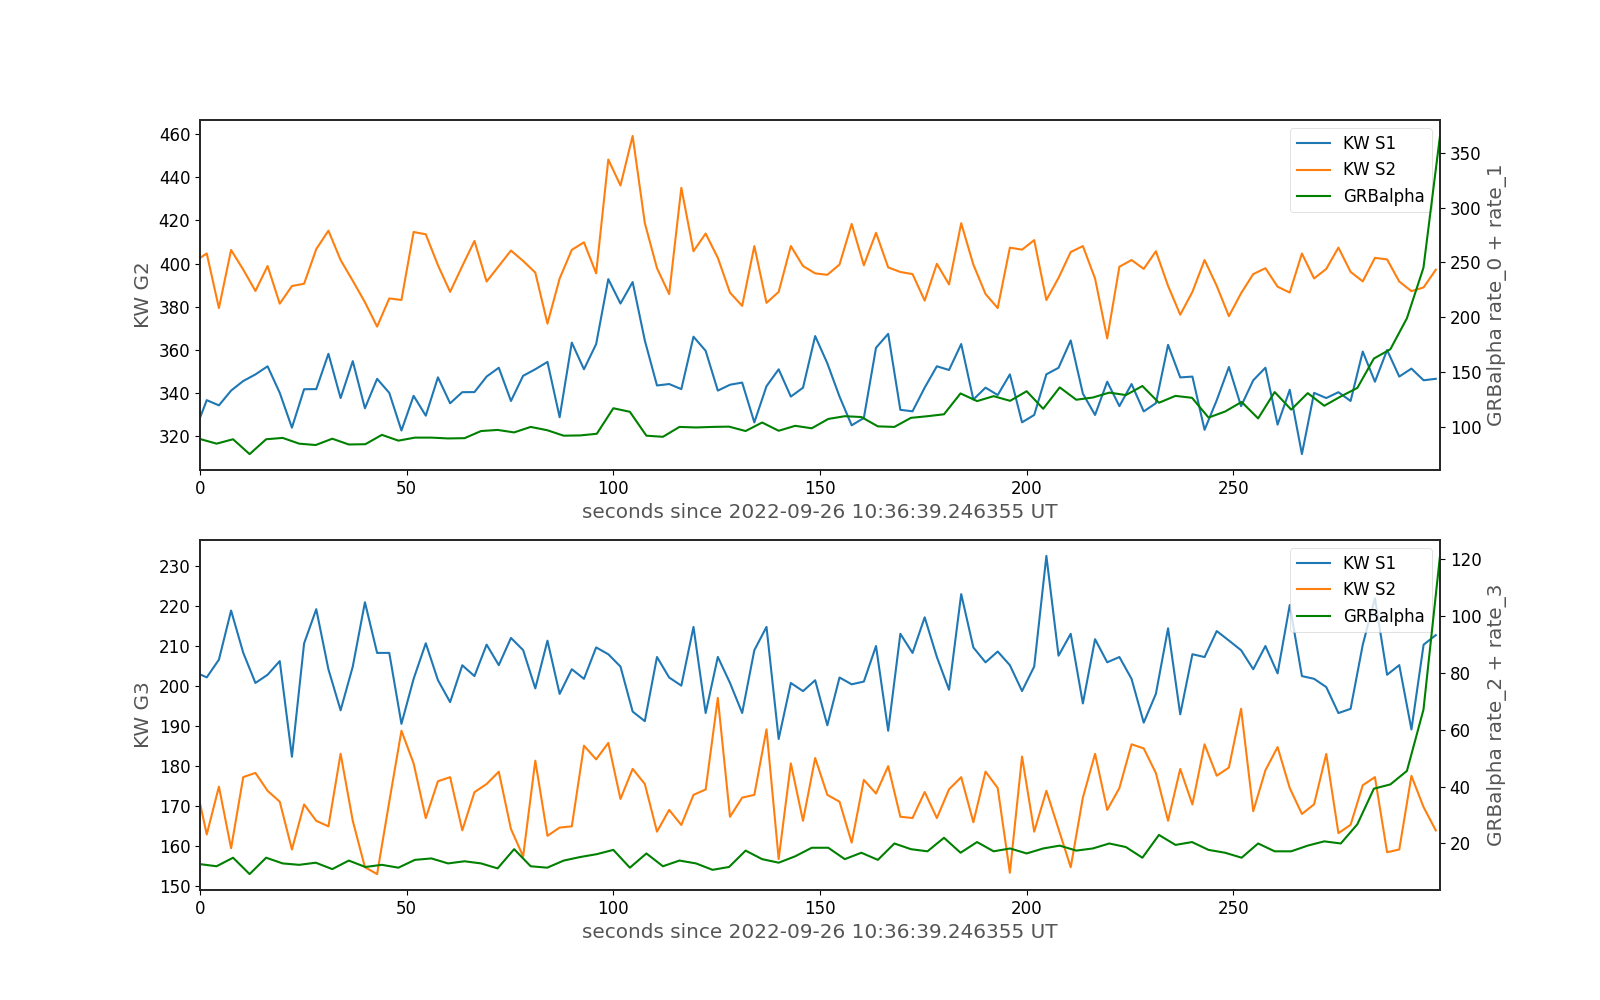 460
440
420
400
380
360
340
320
KW G2
KW S1
KW S2
GRBalpha
350
300
250
200
150
100
GRBalpha rate_0 + rate_1
0 50 100 150 200 250
seconds since 2022-09-26 10:36:39.246355 UT
230
220
210
200
190
180
170
160
150
KW G3
KW S1
KW S2
GRBalpha
120
100
80
60
40
20
GRBalpha rate_2 + rate_3
0 50 100 150 200 250
seconds since 2022-09-26 10:36:39.246355 UT